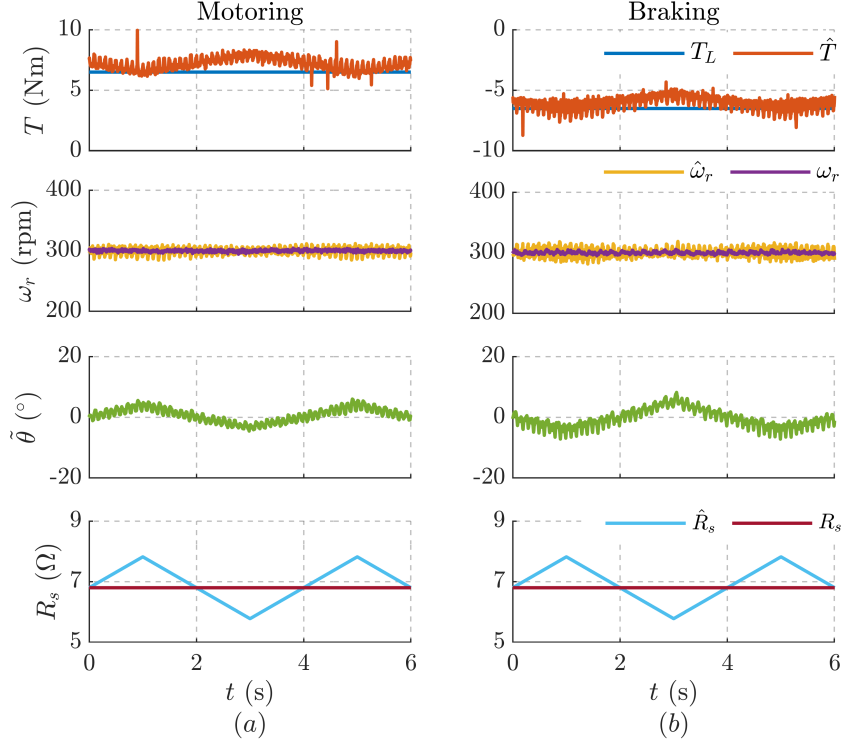 Motoring
Braking
T (Nm)
10
5
0
0
-5
-10
T_L
T̂
ω_r (rpm)
400
300
200
400
300
200
ω̂_r
ω_r
θ̃ (°)
20
0
-20
20
0
-20
R_s (Ω)
9
7
5
9
7
5
R̂_s
R_s
0 2 4 6
0 2 4 6
t (s)
t (s)
(a)
(b)